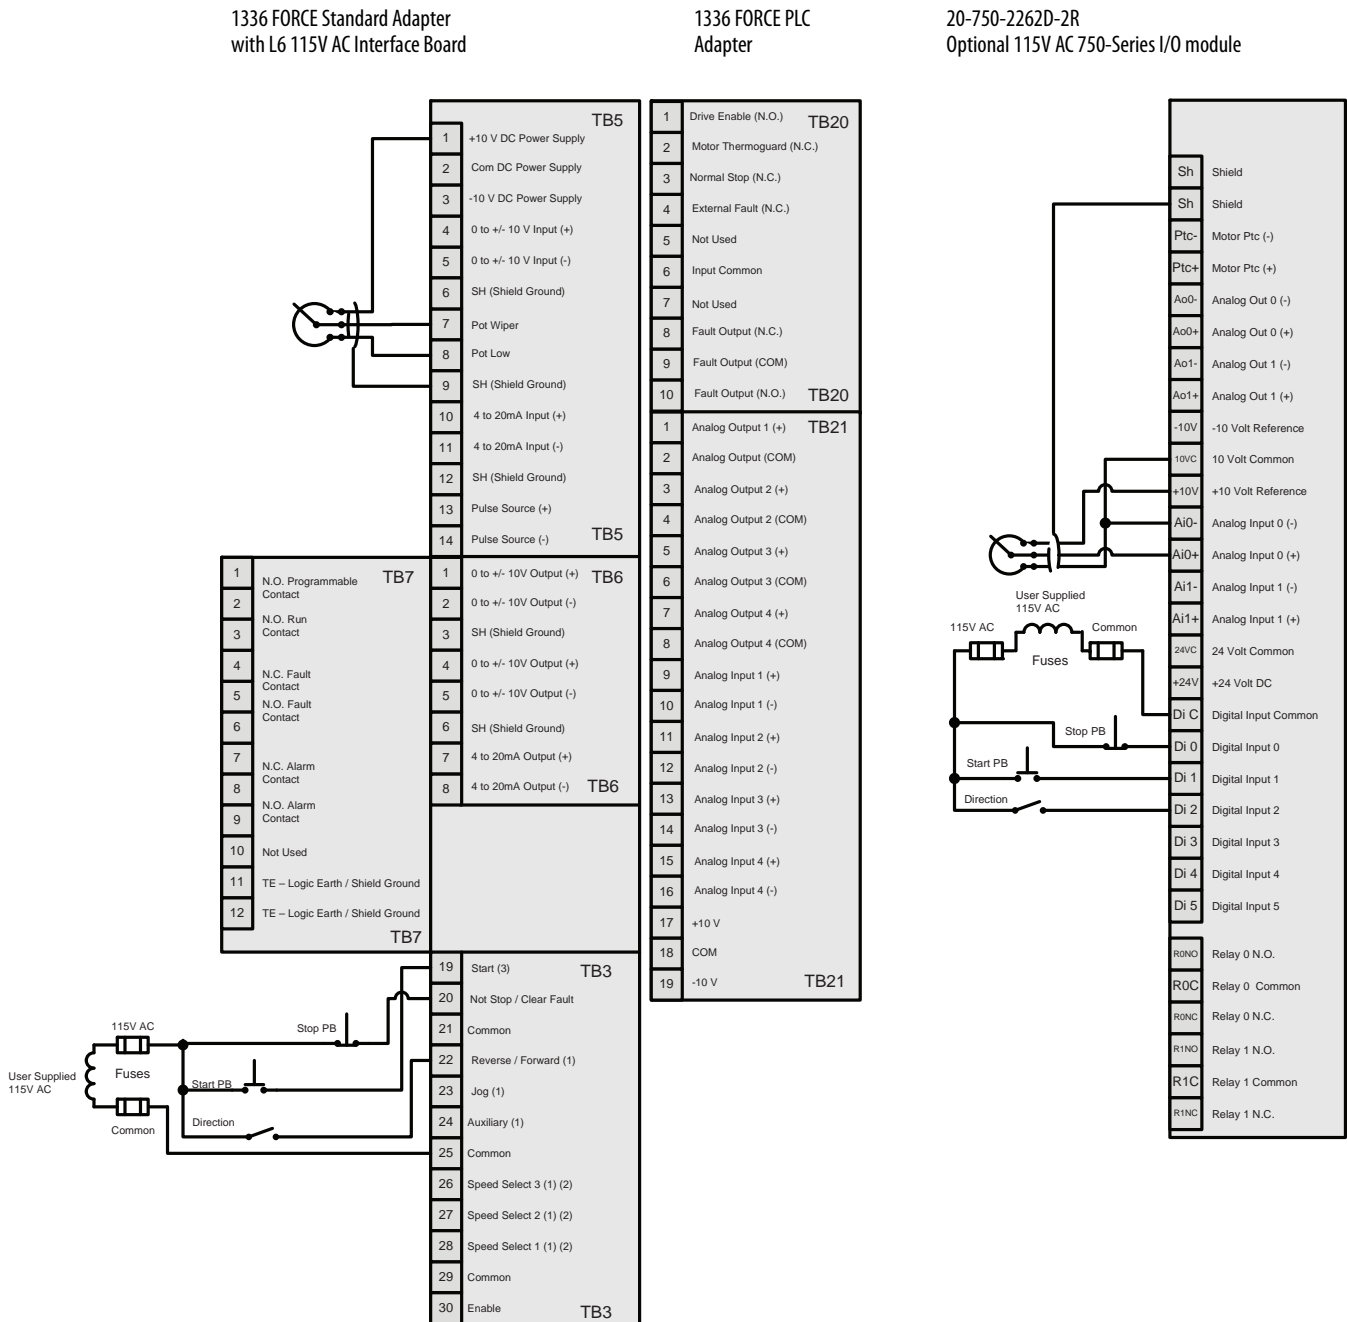 1336 FORCE Standard Adapter
with L6 115V AC Interface Board
1336 FORCE PLC
Adapter
20-750-2262D-2R
Optional 115V AC 750-Series I/O module
TB5
1 +10 V DC Power Supply
2 Com DC Power Supply
3 -10 V DC Power Supply
4 0 to +/- 10 V Input (+)
5 0 to +/- 10 V Input (-)
6 SH (Shield Ground)
7 Pot Wiper
8 Pot Low
9 SH (Shield Ground)
10 4 to 20mA Input (+)
11 4 to 20mA Input (-)
12 SH (Shield Ground)
13 Pulse Source (+)
14 Pulse Source (-)
TB5
TB7
1
N.O. Programmable
Contact
2
N.O. Run
Contact
3
4
N.C. Fault
Contact
5
N.O. Fault
Contact
6
7
N.C. Alarm
Contact
8
N.O. Alarm
Contact
9
10 Not Used
11 TE – Logic Earth / Shield Ground
12 TE – Logic Earth / Shield Ground
TB7
1 0 to +/- 10V Output (+) TB6
2 0 to +/- 10V Output (-)
3 SH (Shield Ground)
4 0 to +/- 10V Output (+)
5 0 to +/- 10V Output (-)
6 SH (Shield Ground)
7 4 to 20mA Output (+)
8 4 to 20mA Output (-) TB6
19 Start (3) TB3
20 Not Stop / Clear Fault
21 Common
22 Reverse / Forward (1)
23 Jog (1)
24 Auxiliary (1)
25 Common
26 Speed Select 3 (1) (2)
27 Speed Select 2 (1) (2)
28 Speed Select 1 (1) (2)
29 Common
30 Enable
TB3
115V AC
Stop PB
User Supplied
115V AC
Fuses
Start PB
Common
Direction
1 Drive Enable (N.O.) TB20
2 Motor Thermoguard (N.C.)
3 Normal Stop (N.C.)
4 External Fault (N.C.)
5 Not Used
6 Input Common
7 Not Used
8 Fault Output (N.C.)
9 Fault Output (COM)
10 Fault Output (N.O.) TB20
1 Analog Output 1 (+) TB21
2 Analog Output (COM)
3 Analog Output 2 (+)
4 Analog Output 2 (COM)
5 Analog Output 3 (+)
6 Analog Output 3 (COM)
7 Analog Output 4 (+)
8 Analog Output 4 (COM)
9 Analog Input 1 (+)
10 Analog Input 1 (-)
11 Analog Input 2 (+)
12 Analog Input 2 (-)
13 Analog Input 3 (+)
14 Analog Input 3 (-)
15 Analog Input 4 (+)
16 Analog Input 4 (-)
17 +10 V
18 COM
19 -10 V TB21
Sh Shield
Sh Shield
Ptc- Motor Ptc (-)
Ptc+ Motor Ptc (+)
Ao0- Analog Out 0 (-)
Ao0+ Analog Out 0 (+)
Ao1- Analog Out 1 (-)
Ao1+ Analog Out 1 (+)
-10V -10 Volt Reference
10VC 10 Volt Common
+10V +10 Volt Reference
Ai0- Analog Input 0 (-)
Ai0+ Analog Input 0 (+)
Ai1- Analog Input 1 (-)
Ai1+ Analog Input 1 (+)
24VC 24 Volt Common
+24V +24 Volt DC
Di C Digital Input Common
Di 0 Digital Input 0
Di 1 Digital Input 1
Di 2 Digital Input 2
Di 3 Digital Input 3
Di 4 Digital Input 4
Di 5 Digital Input 5
R0NO Relay 0 N.O.
R0C Relay 0 Common
R0NC Relay 0 N.C.
R1NO Relay 1 N.O.
R1C Relay 1 Common
R1NC Relay 1 N.C.
User Supplied
115V AC
115V AC
Common
Fuses
Stop PB
Start PB
Direction